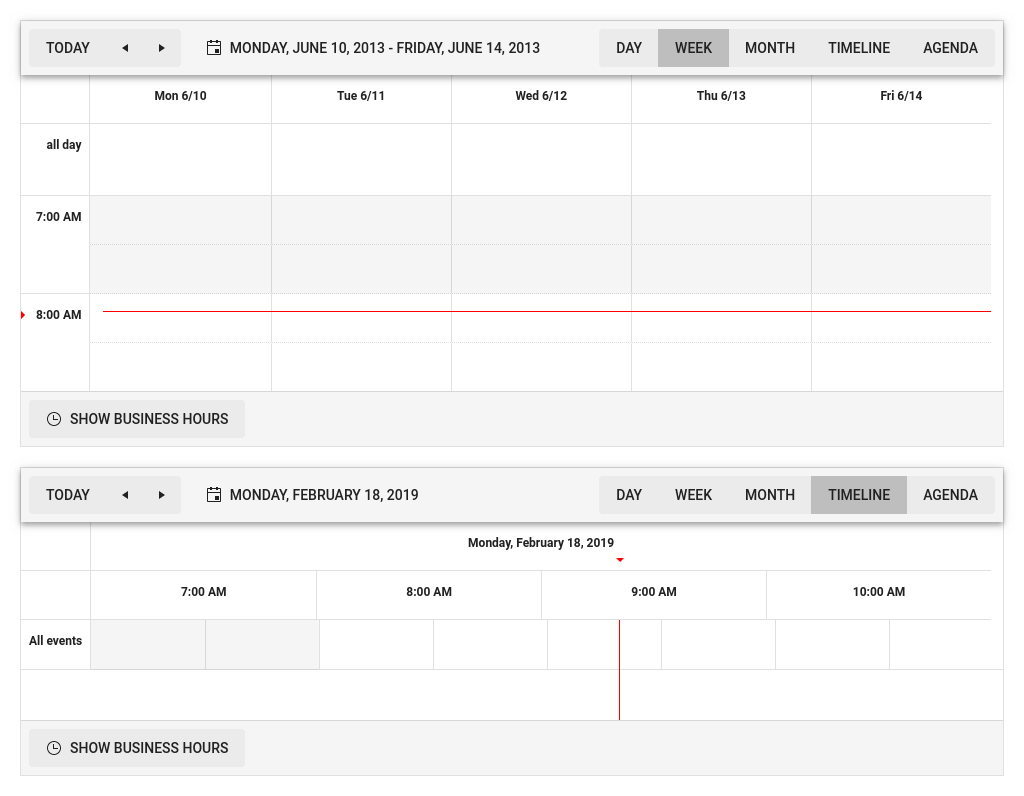 TODAY MONDAY, JUNE 10, 2013 - FRIDAY, JUNE 14, 2013 DAY WEEK MONTH TIMELINE AGENDA
Mon 6/10 Tue 6/11 Wed 6/12 Thu 6/13 Fri 6/14
all day
7:00 AM
8:00 AM
SHOW BUSINESS HOURS
TODAY MONDAY, FEBRUARY 18, 2019 DAY WEEK MONTH TIMELINE AGENDA
Monday, February 18, 2019
7:00 AM 8:00 AM 9:00 AM 10:00 AM
All events
SHOW BUSINESS HOURS